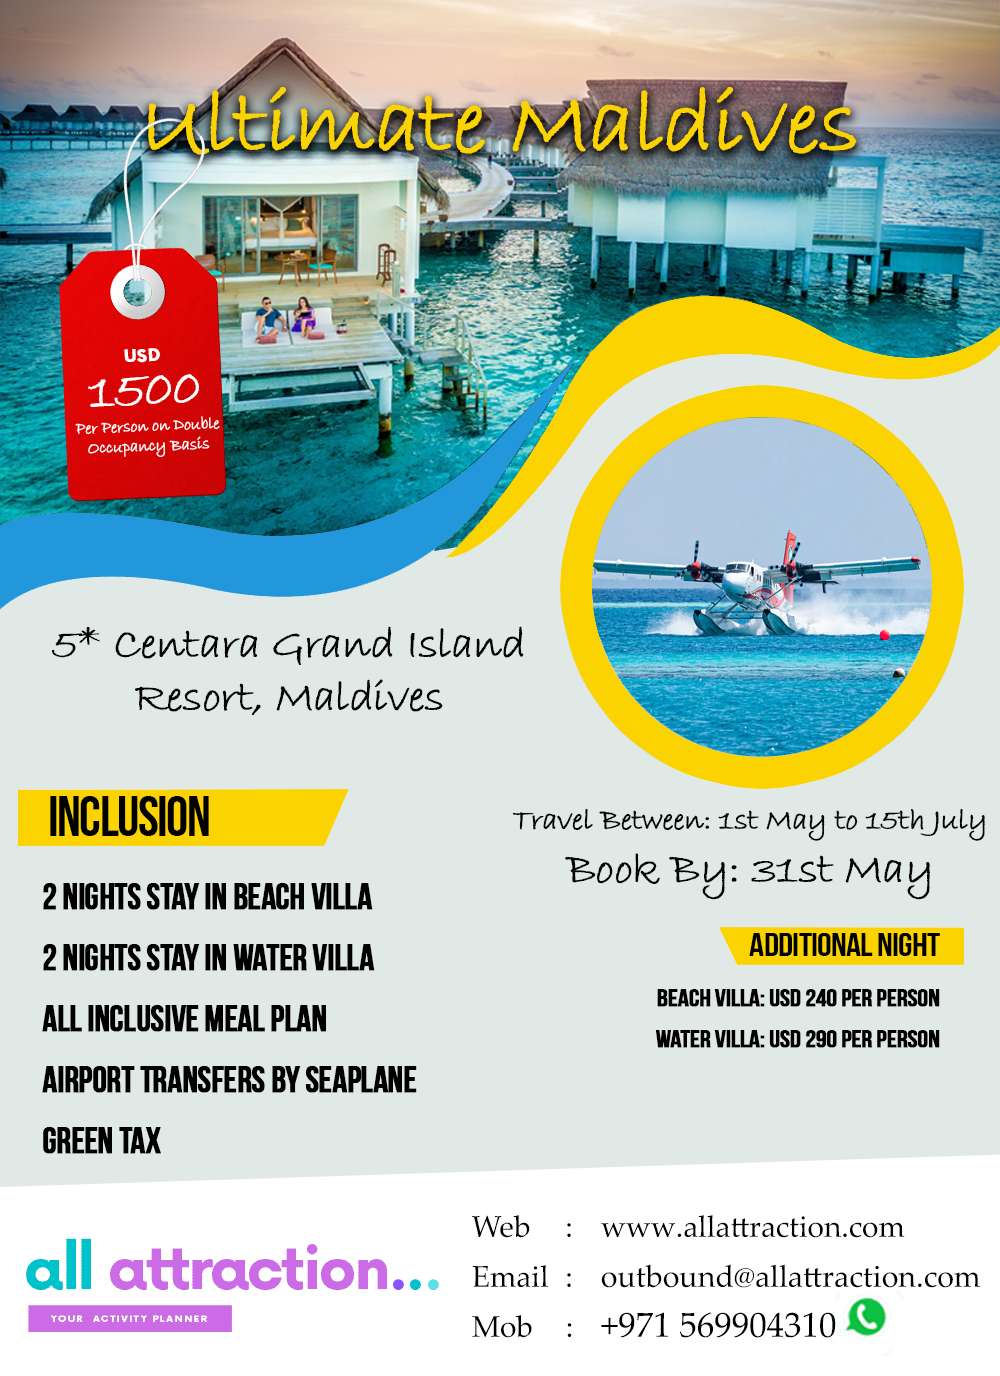 Ultimate Maldives
USD
1500
Per Person on Double
Occupancy Basis
5* Centara Grand Island
Resort, Maldives
INCLUSION
2 NIGHTS STAY IN BEACH VILLA
2 NIGHTS STAY IN WATER VILLA
ALL INCLUSIVE MEAL PLAN
AIRPORT TRANSFERS BY SEAPLANE
GREEN TAX
Travel Between: 1st May to 15th July
Book By: 31st May
ADDITIONAL NIGHT
BEACH VILLA: USD 240 PER PERSON
WATER VILLA: USD 290 PER PERSON
all attraction...
YOUR ACTIVITY PLANNER
Web : www.allattraction.com
Email : outbound@allattraction.com
Mob : +971 569904310